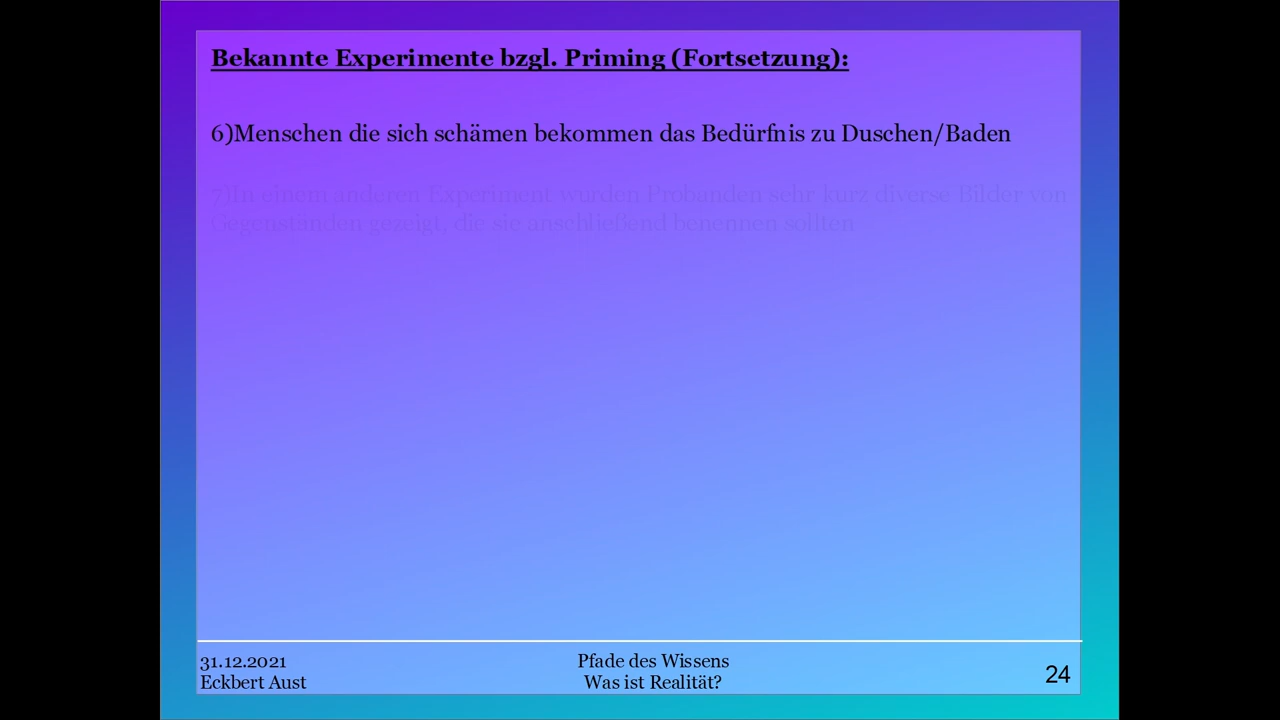 Bekannte Experimente bzgl. Priming (Fortsetzung):
6)Menschen die sich schämen bekommen das Bedürfnis zu Duschen/Baden
7)In einem anderen Experiment wurden Probanden sehr kurz diverse Bilder von
Gegenständen gezeigt, die sie anschließend benennen sollten
31.12.2021
Eckbert Aust
Pfade des Wissens
Was ist Realität?
24